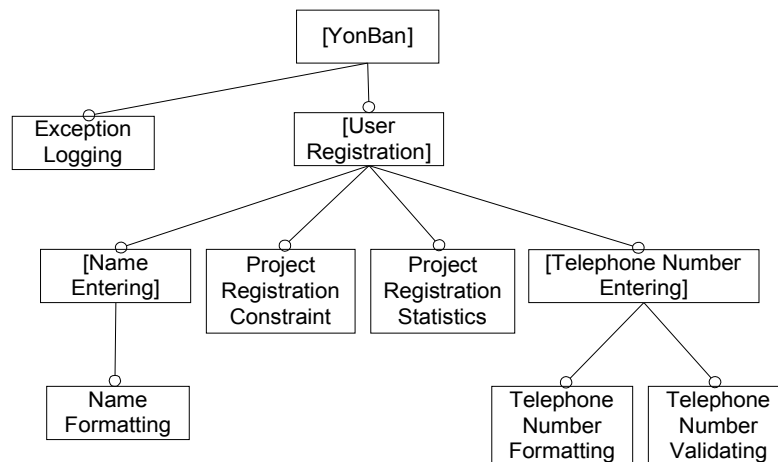 [YonBan]
Exception
Logging
[User
Registration]
[Name
Entering]
Project
Registration
Constraint
Project
Registration
Statistics
[Telephone Number
Entering]
Name
Formatting
Telephone
Number
Formatting
Telephone
Number
Validating